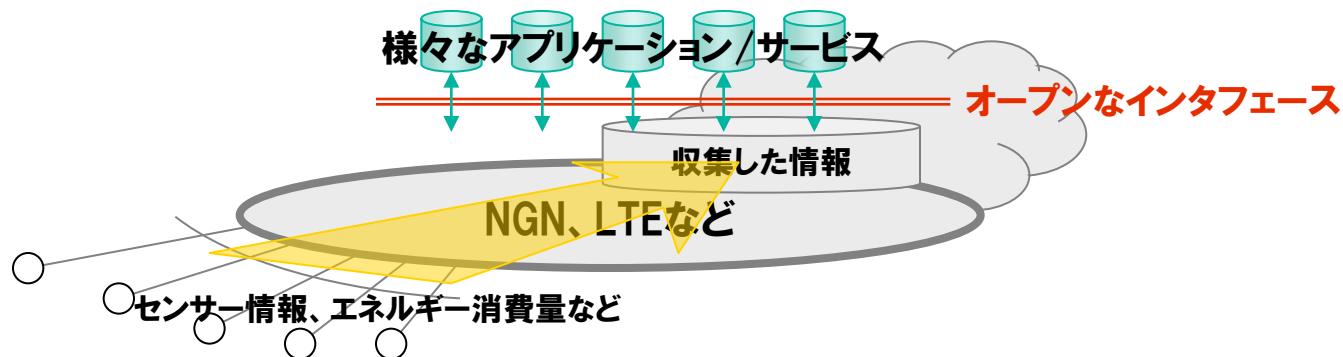 様々なアプリケーション/サービス
オープンなインタフェース
収集した情報
NGN、LTEなど
センサー情報、エネルギー消費量など